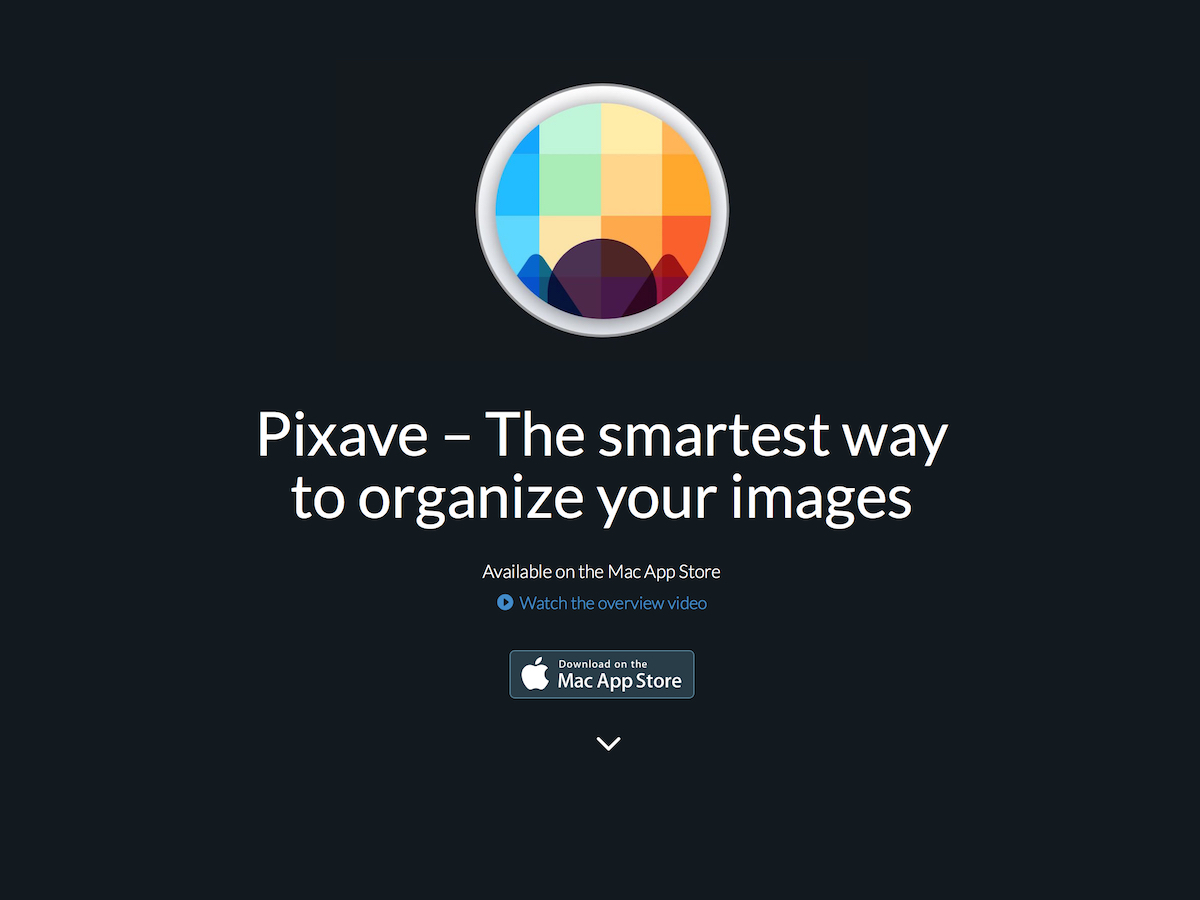 Pixave – The smartest way
to organize your images
Available on the Mac App Store
Watch the overview video
Download on the
Mac App Store